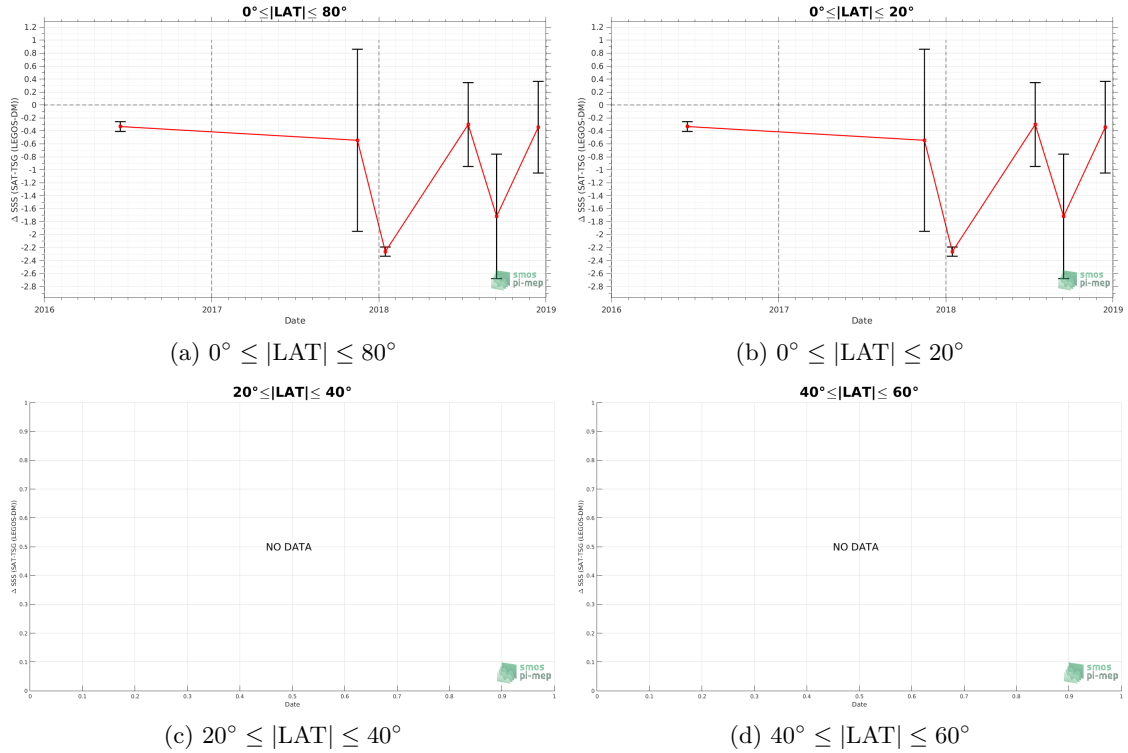 0°≤|LAT|≤ 80°
1.2
1
0.8
0.6
0.4
0.2
0
-0.2
-0.4
-0.6
-0.8
-1
-1.2
-1.4
-1.6
-1.8
-2
-2.2
-2.4
-2.6
-2.8
Δ SSS (SAT-TSG (LEGOS-DM))
2016 2017 2018 2019
Date
smos
pi-mep
(a) 0° ≤ |LAT| ≤ 80°
0°≤|LAT|≤ 20°
1.2
1
0.8
0.6
0.4
0.2
0
-0.2
-0.4
-0.6
-0.8
-1
-1.2
-1.4
-1.6
-1.8
-2
-2.2
-2.4
-2.6
-2.8
Δ SSS (SAT-TSG (LEGOS-DM))
2016 2017 2018 2019
Date
smos
pi-mep
(b) 0° ≤ |LAT| ≤ 20°
20°≤|LAT|≤ 40°
1
0.9
0.8
0.7
0.6
0.5
0.4
0.3
0.2
0.1
0
Δ SSS (SAT-TSG (LEGOS-DM))
NO DATA
0 0.1 0.2 0.3 0.4 0.5 0.6 0.7 0.8 0.9 1
Date
smos
pi-mep
(c) 20° ≤ |LAT| ≤ 40°
40°≤|LAT|≤ 60°
1
0.9
0.8
0.7
0.6
0.5
0.4
0.3
0.2
0.1
0
Δ SSS (SAT-TSG (LEGOS-DM))
NO DATA
0 0.1 0.2 0.3 0.4 0.5 0.6 0.7 0.8 0.9 1
Date
smos
pi-mep
(d) 40° ≤ |LAT| ≤ 60°